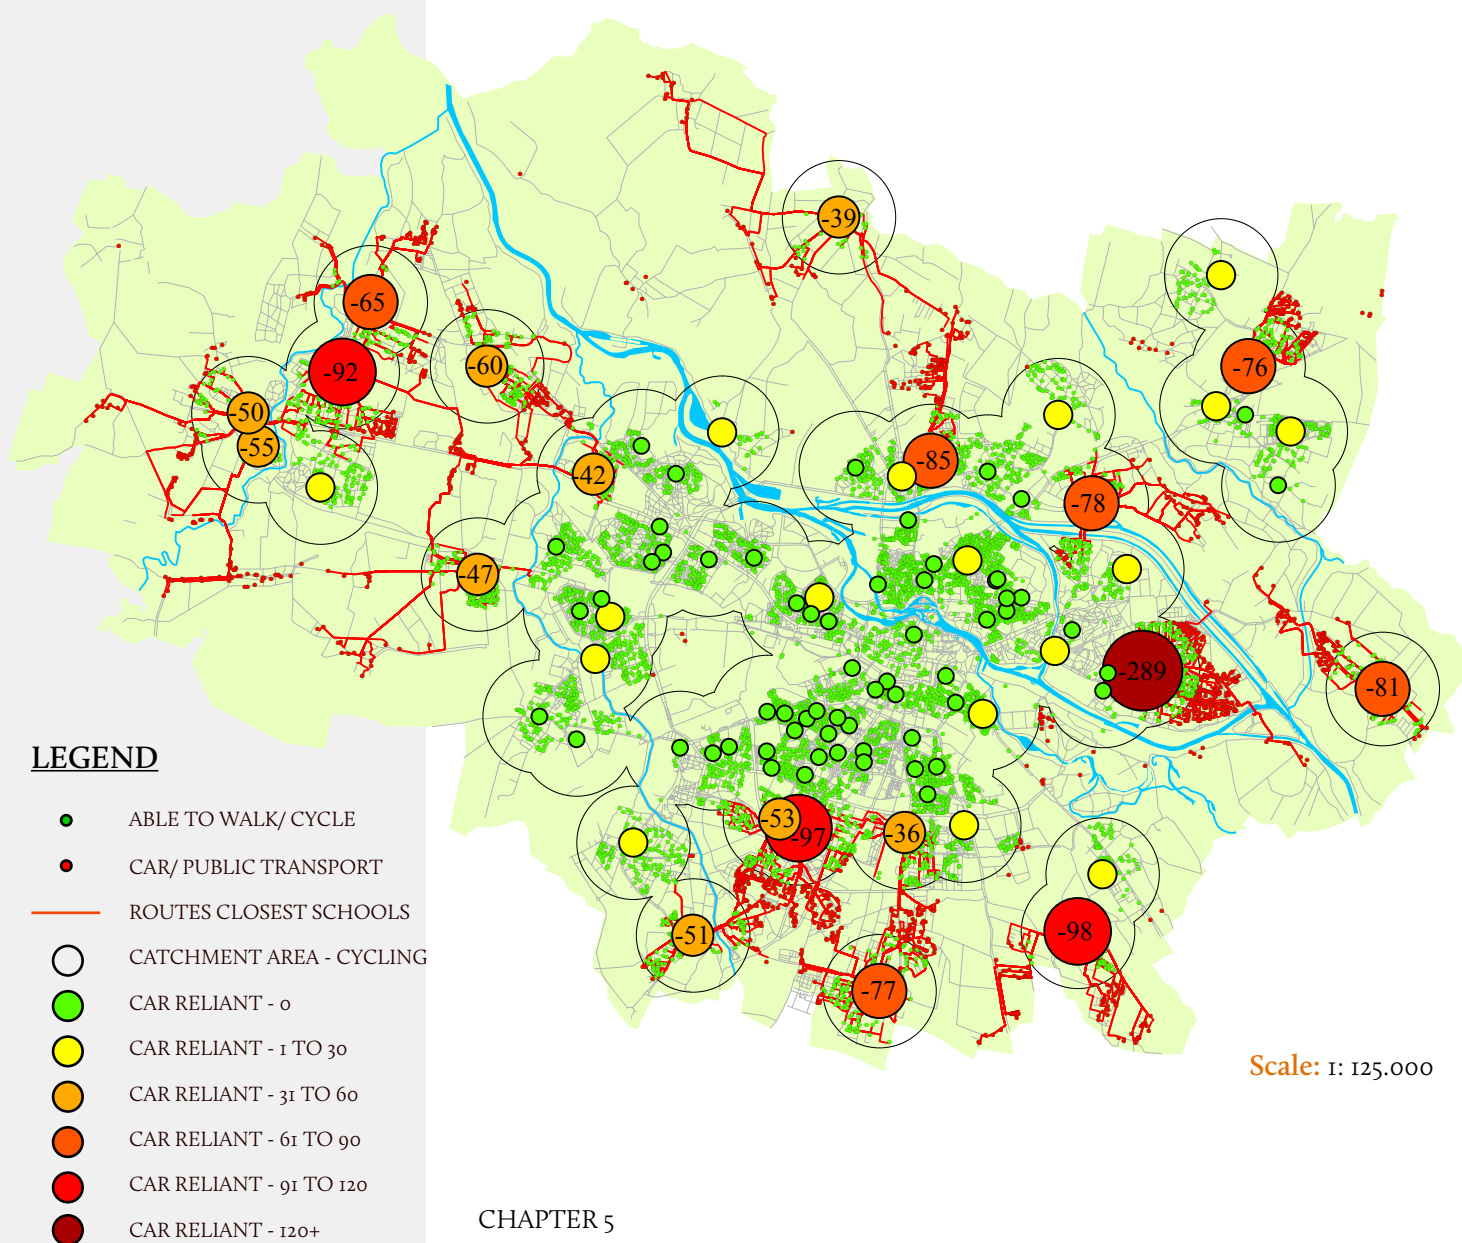 -39
-65
-76
-92
-60
-50
-55
-85
-42
-78
-47
-289
-81
-53
-97
-36
-51
-98
-77
LEGEND
ABLE TO WALK/ CYCLE
CAR/ PUBLIC TRANSPORT
ROUTES CLOSEST SCHOOLS
CATCHMENT AREA - CYCLING
CAR RELIANT - 0
CAR RELIANT - 1 TO 30
CAR RELIANT - 31 TO 60
CAR RELIANT - 61 TO 90
CAR RELIANT - 91 TO 120
CAR RELIANT - 120+
Scale: 1: 125.000
CHAPTER 5